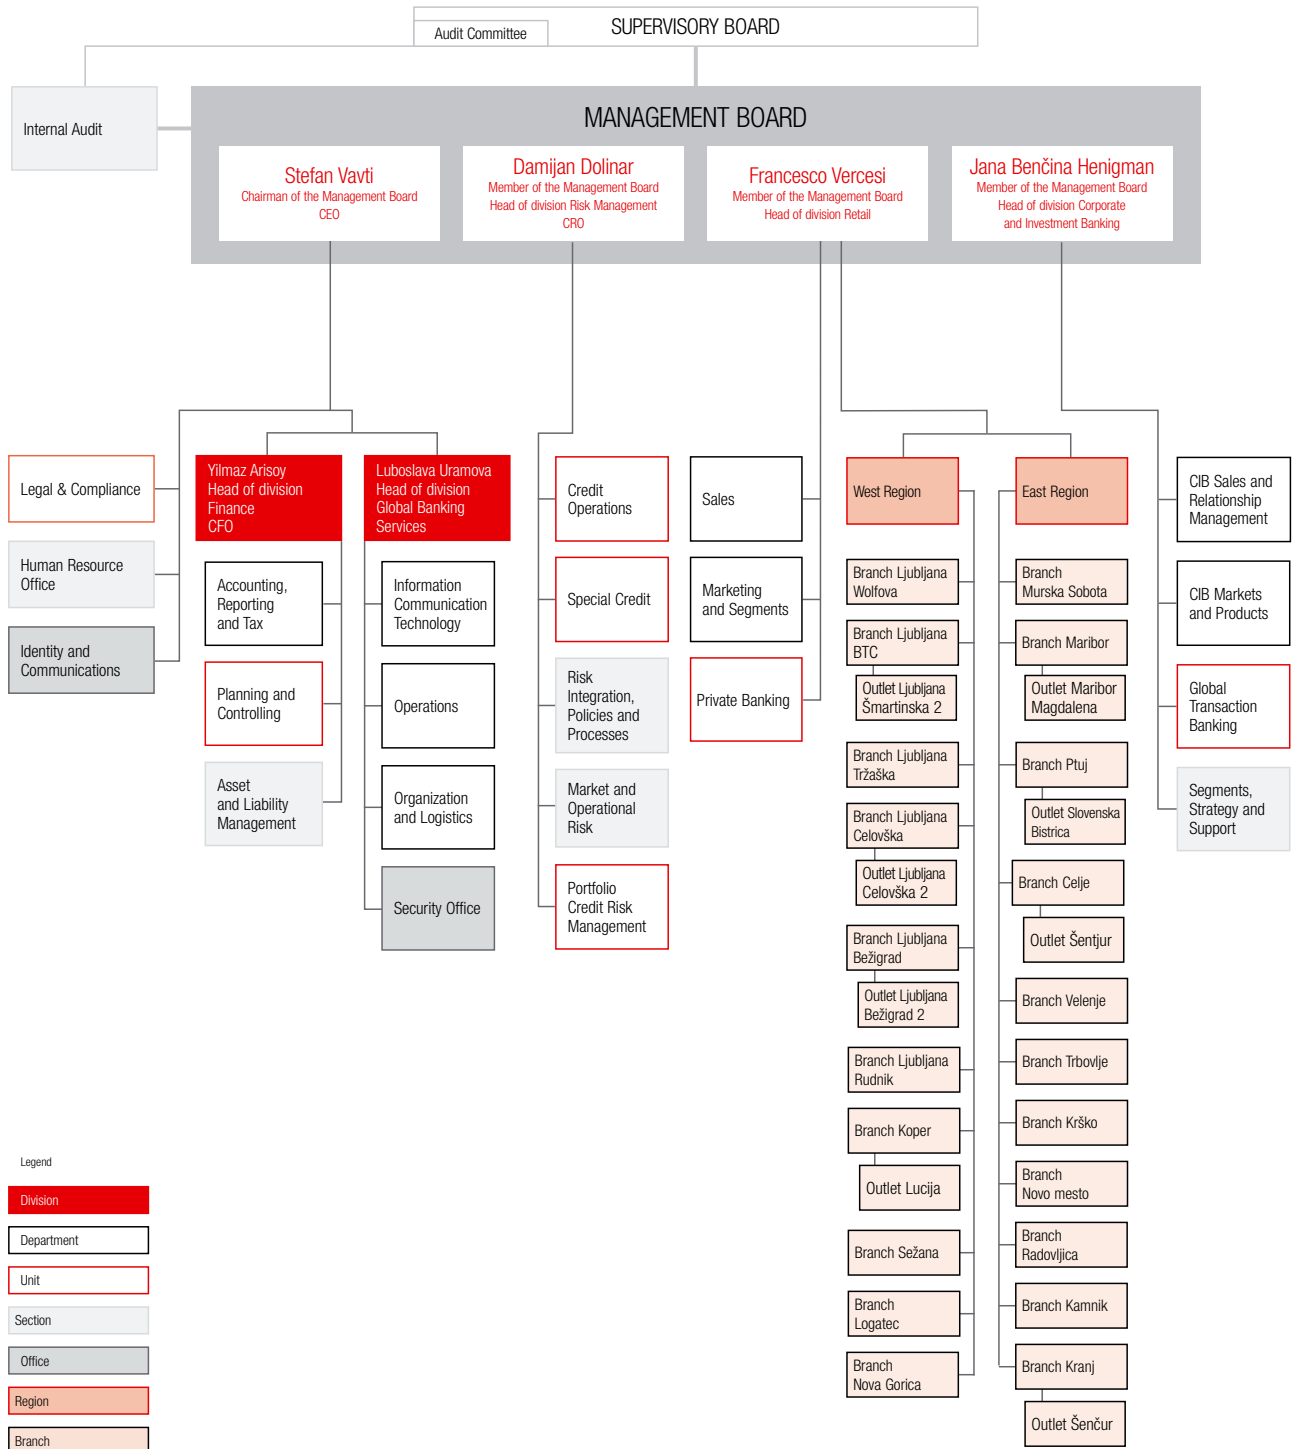 SUPERVISORY BOARD
Audit Committee
Internal Audit
MANAGEMENT BOARD
Stefan Vavti
Chairman of the Management Board
CEO
Damijan Dolinar
Member of the Management Board
Head of division Risk Management
CRO
Francesco Vercesi
Member of the Management Board
Head of division Retail
Jana Benčina Henigman
Member of the Management Board
Head of division Corporate
and Investment Banking
Legal & Compliance
Human Resource
Office
Identity and
Communications
Yilmaz Arisoy
Head of division
Finance
CFO
Accounting,
Reporting
and Tax
Planning and
Controlling
Asset
and Liability
Management
Luboslava Uramova
Head of division
Global Banking
Services
Information
Communication
Technology
Operations
Organization
and Logistics
Security Office
Credit
Operations
Special Credit
Risk
Integration,
Policies and
Processes
Market and
Operational
Risk
Portfolio
Credit Risk
Management
Sales
Marketing
and Segments
Private Banking
West Region
Branch Ljubljana
Wolfova
Branch Ljubljana
BTC
Outlet Ljubljana
Šmartinska 2
Branch Ljubljana
Tržaška
Branch Ljubljana
Celovška
Outlet Ljubljana
Celovška 2
Branch Ljubljana
Bežigrad
Outlet Ljubljana
Bežigrad 2
Branch Ljubljana
Rudnik
Branch Koper
Outlet Lucija
Branch Sežana
Branch
Logatec
Branch
Nova Gorica
East Region
Branch
Murska Sobota
Branch Maribor
Outlet Maribor
Magdalena
Branch Ptuj
Outlet Slovenska
Bistrica
Branch Celje
Outlet Šentjur
Branch Velenje
Branch Trbovlje
Branch Krško
Branch
Novo mesto
Branch
Radovljica
Branch Kamnik
Branch Kranj
Outlet Šenčur
CIB Sales and
Relationship
Management
CIB Markets
and Products
Global
Transaction
Banking
Segments,
Strategy and
Support
Legend
Division
Department
Unit
Section
Office
Region
Branch